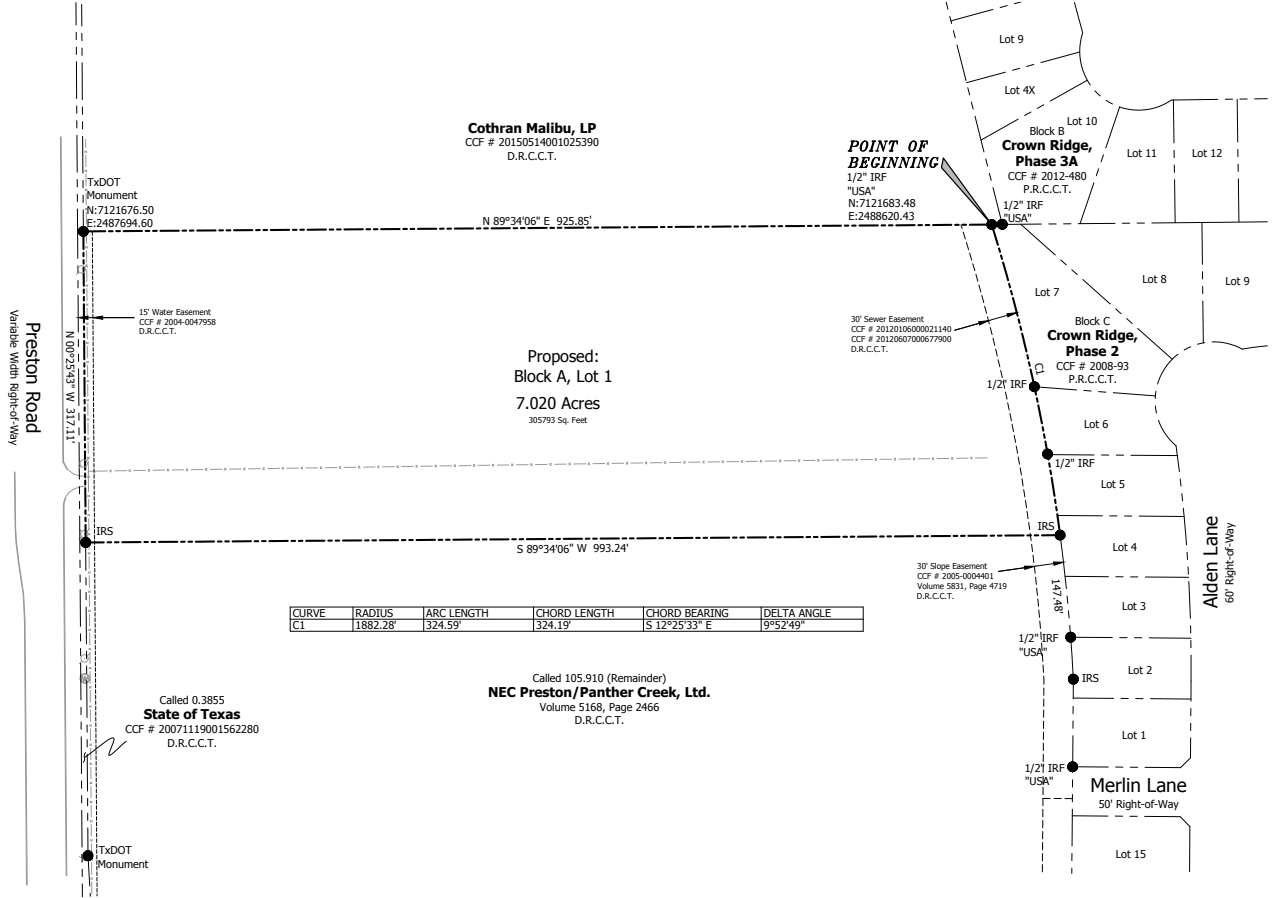 Lot 9
Lot 4X
Lot 10
Block B
Crown Ridge,
Phase 3A
CCF # 2012-480
P.R.C.C.T.
Lot 11
Lot 12
Cothran Malibu, LP
CCF # 20150514001025390
D.R.C.C.T.
POINT OF
BEGINNING
1/2" IRF
"USA"
N:7121683.48
E:2488620.43
1/2" IRF
"USA"
TxDOT
Monument
N:7121676.50
E:2487694.60
N 89°34'06" E 925.85'
Lot 7
Lot 8
Lot 9
Block C
Crown Ridge,
Phase 2
CCF # 2008-93
P.R.C.C.T.
15' Water Easement
CCF # 2004-0047958
D.R.C.C.T.
30' Sewer Easement
CCF # 20120106000021140
CCF # 20120607000677900
D.R.C.C.T.
Preston Road
Variable Width Right-of-Way
N 00°25'43" W 317.11'
Proposed:
Block A, Lot 1
7.020 Acres
305793 Sq. Feet
C1
1/2" IRF
Lot 6
1/2" IRF
Lot 5
IRS
IRS
S 89°34'06" W 993.24'
Lot 4
Alden Lane
60' Right-of-Way
30' Slope Easement
CCF # 2005-0004401
Volume 5831, Page 4719
D.R.C.C.T.
147.48'
Lot 3
CURVE RADIUS ARC LENGTH CHORD LENGTH CHORD BEARING DELTA ANGLE
C1 1882.28' 324.59' 324.19' S 12°25'33" E 9°52'49"
1/2" IRF
"USA"
Lot 2
IRS
Called 105.910 (Remainder)
NEC Preston/Panther Creek, Ltd.
Volume 5168, Page 2466
D.R.C.C.T.
Called 0.3855
State of Texas
CCF # 20071119001562280
D.R.C.C.T.
Lot 1
1/2" IRF
"USA"
Merlin Lane
50' Right-of-Way
TxDOT
Monument
Lot 15